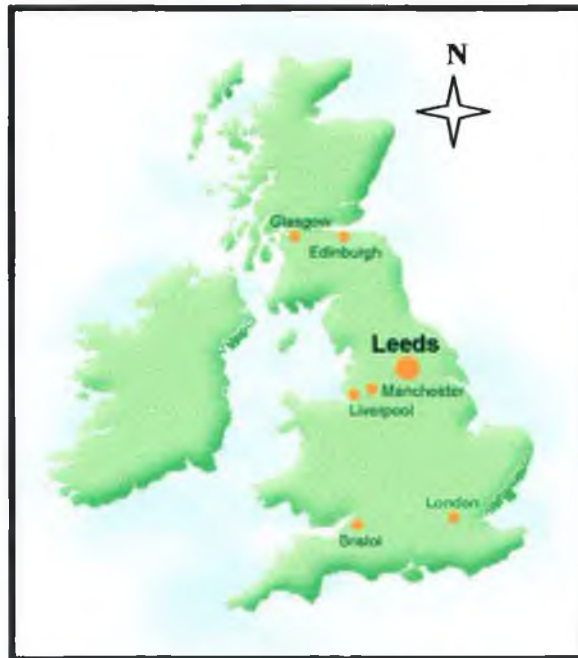 N
Glasgow
Edinburgh
Leeds
Manchester
Liverpool
London
Bristol